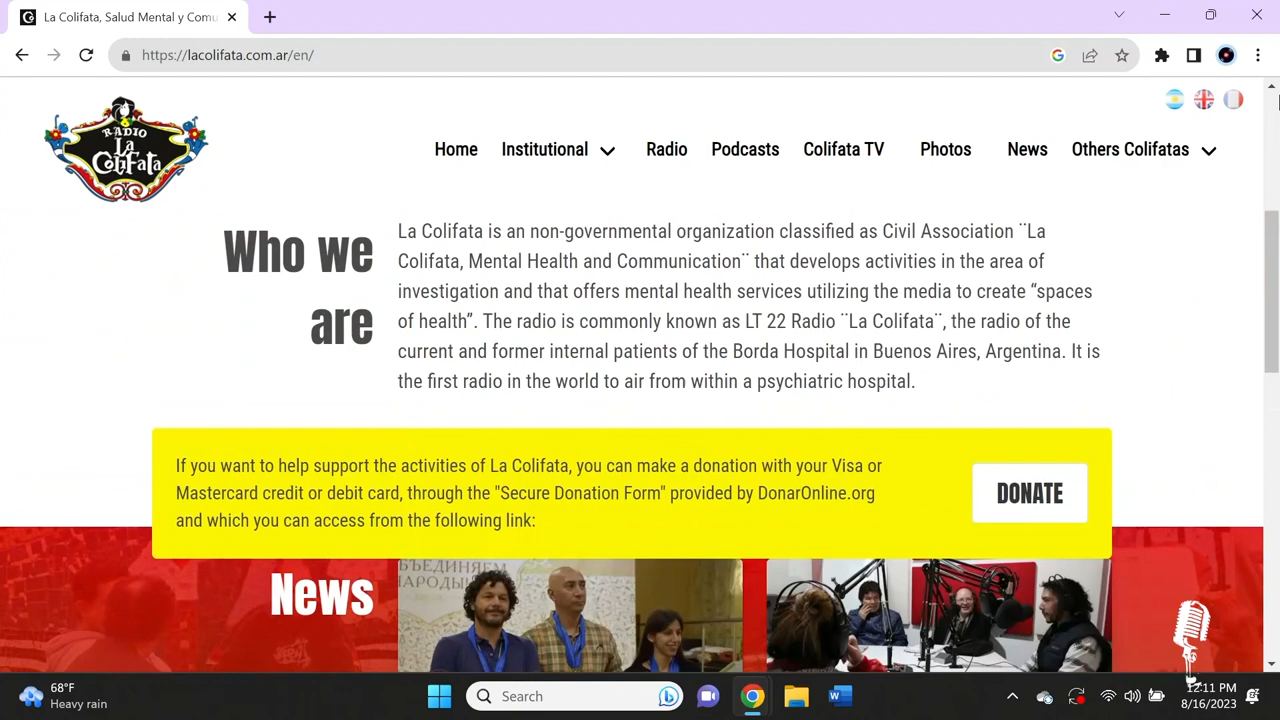 La Colifata, Salud Mental y Comu
https://lacolifata.com.ar/en/
RADIO
La
Colifata
Home
Institutional
Radio
Podcasts
Colifata TV
Photos
News
Others Colifatas
Who we
are
La Colifata is an non-governmental organization classified as Civil Association ¨La
Colifata, Mental Health and Communication¨ that develops activities in the area of
investigation and that offers mental health services utilizing the media to create “spaces
of health”. The radio is commonly known as LT 22 Radio ¨La Colifata¨, the radio of the
current and former internal patients of the Borda Hospital in Buenos Aires, Argentina. It is
the first radio in the world to air from within a psychiatric hospital.
If you want to help support the activities of La Colifata, you can make a donation with your Visa or
Mastercard credit or debit card, through the "Secure Donation Form" provided by DonarOnline.org
and which you can access from the following link:
DONATE
News
ЪЕДИНЯЕМ
НАРОДЫ
68°F
Heavy rain
Search
12:11 PM
8/16/2023